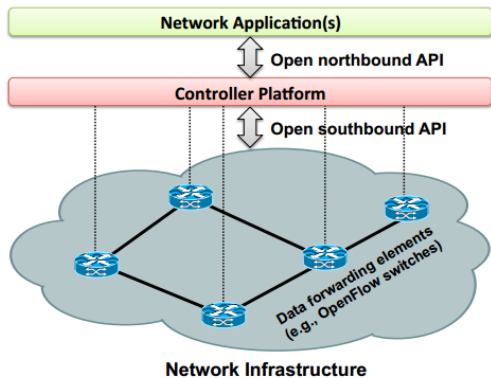 Network Application(s)
Open northbound API
Controller Platform
Open southbound API
Data forwarding elements
(e.g., OpenFlow switches)
Network Infrastructure